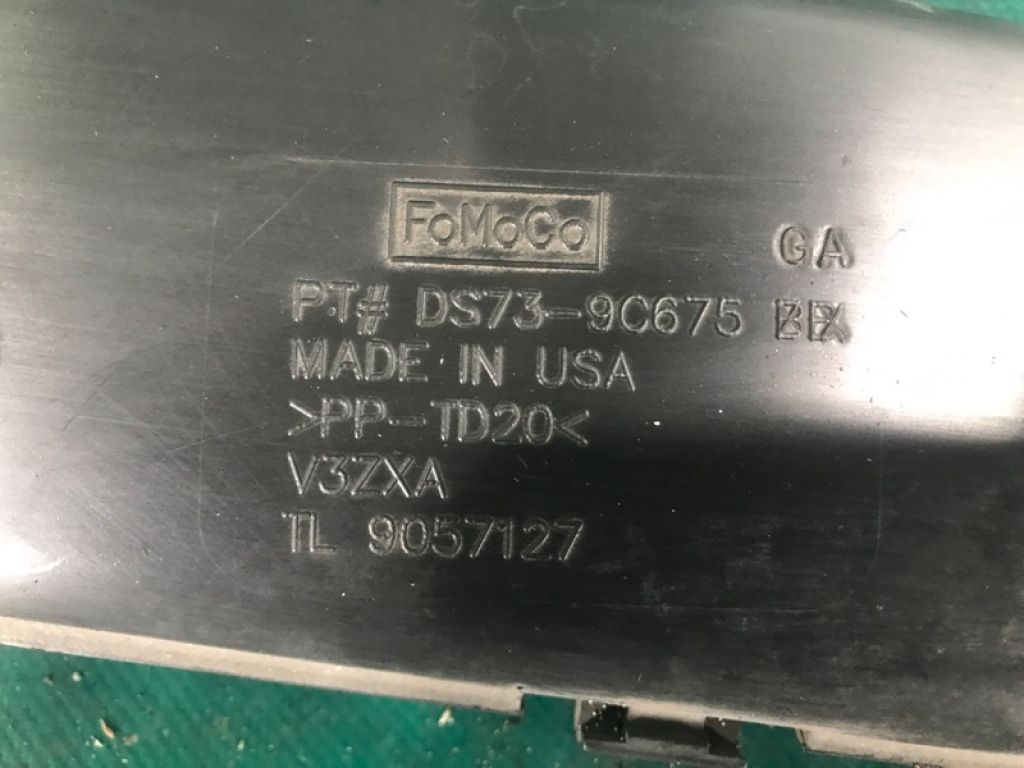 FoMoCo
GA
PT# DS73-9C675
MADE IN USA
>PP-TD20<
V3ZXA
TL 9057127